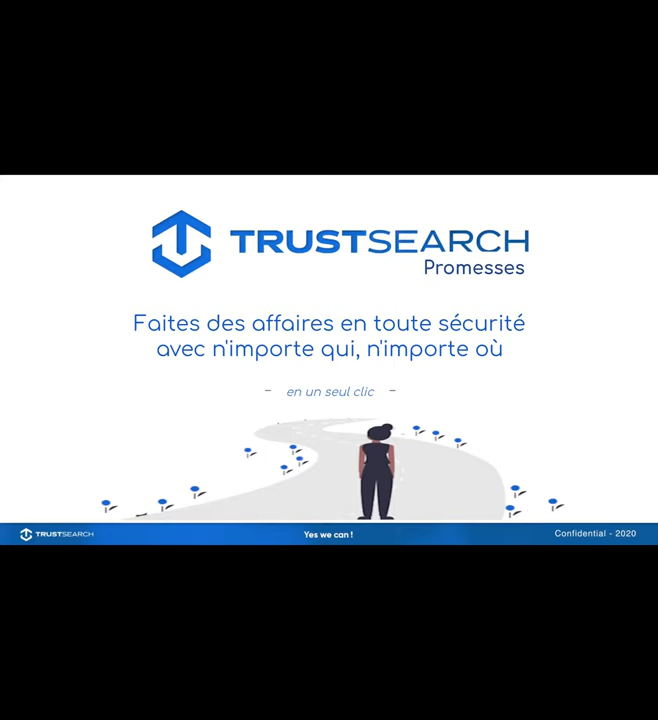 TRUSTSEARCH
Promesses
Faites des affaires en toute sécurité
avec n'importe qui, n'importe où
– en un seul clic –
TRUSTSEARCH
Yes we can !
Confidential - 2020